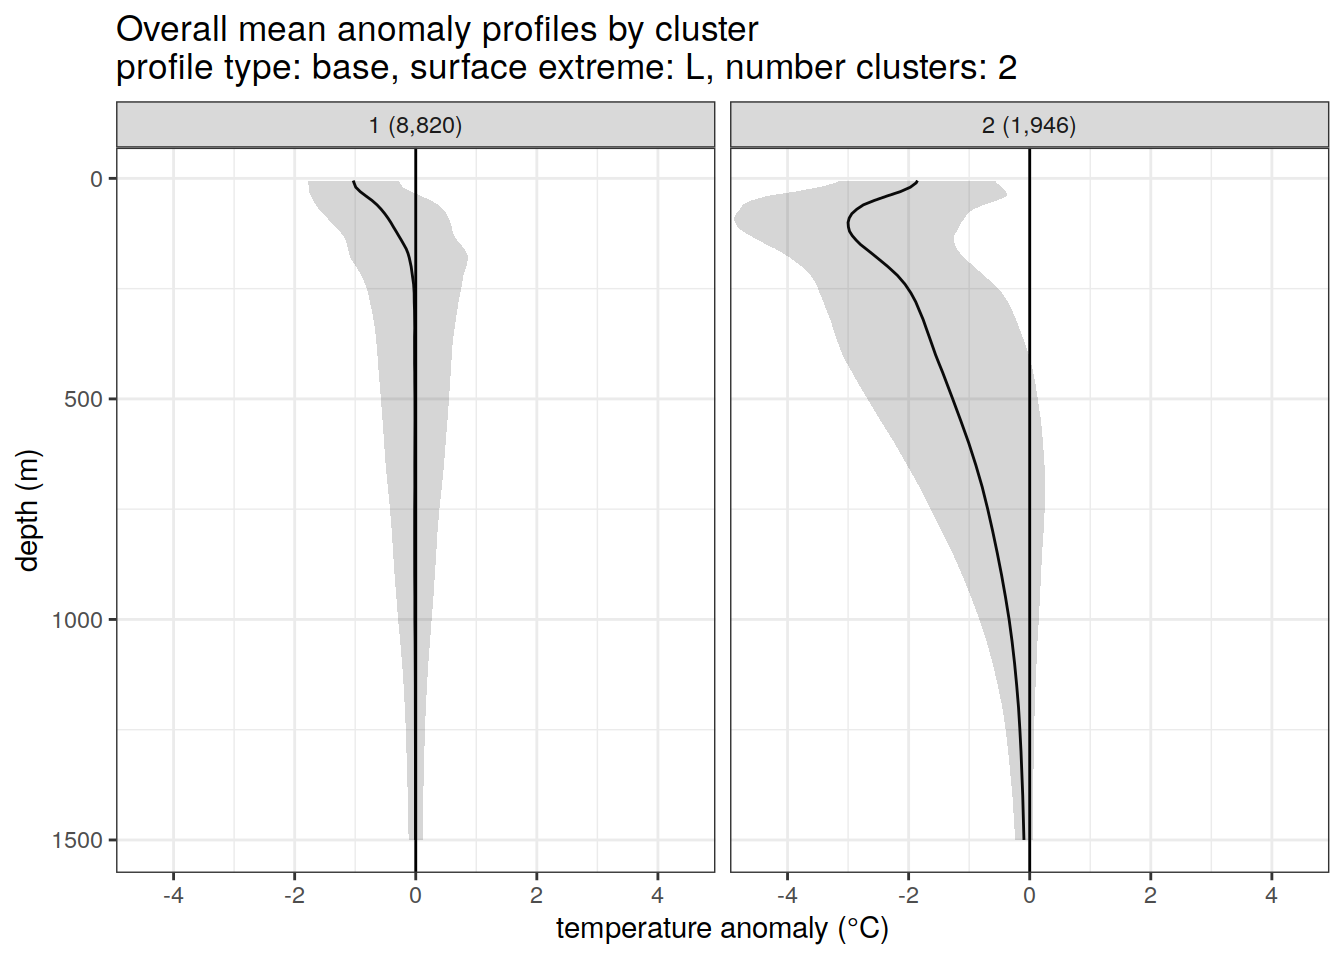 Overall mean anomaly profiles by cluster
profile type: base, surface extreme: L, number clusters: 2
1 (8,820)
2 (1,946)
0
500
1000
1500
depth (m)
-4 -2 0 2 4
-4 -2 0 2 4
temperature anomaly (°C)